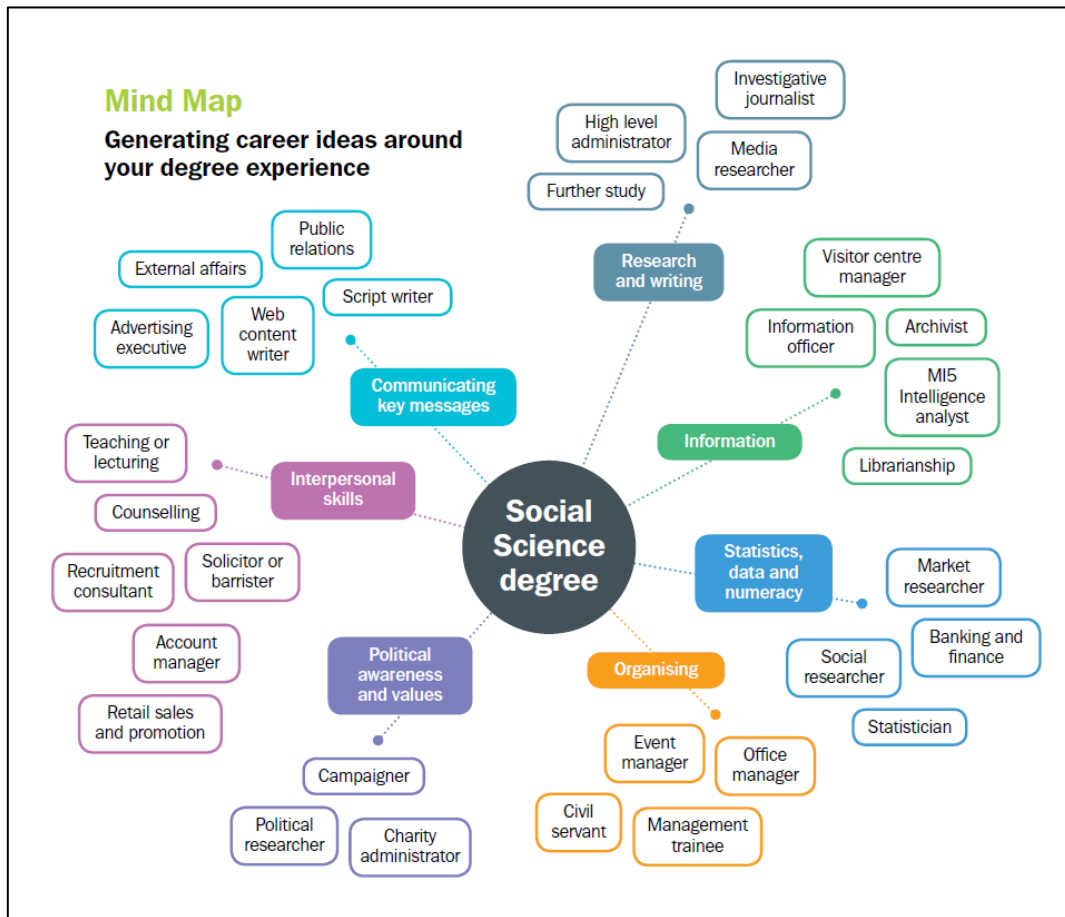 Mind Map
Generating career ideas around
your degree experience
Investigative
journalist
High level
administrator
Media
researcher
Further study
Research
and writing
Public
relations
External affairs
Script writer
Advertising
executive
Web
content
writer
Communicating
key messages
Visitor centre
manager
Information
officer
Archivist
MI5
Intelligence
analyst
Librarianship
Information
Teaching or
lecturing
Interpersonal
skills
Counselling
Recruitment
consultant
Solicitor or
barrister
Account
manager
Retail sales
and promotion
Social
Science
degree
Statistics,
data and
numeracy
Market
researcher
Banking and
finance
Social
researcher
Statistician
Political
awareness
and values
Campaigner
Political
researcher
Charity
administrator
Organising
Event
manager
Office
manager
Civil
servant
Management
trainee